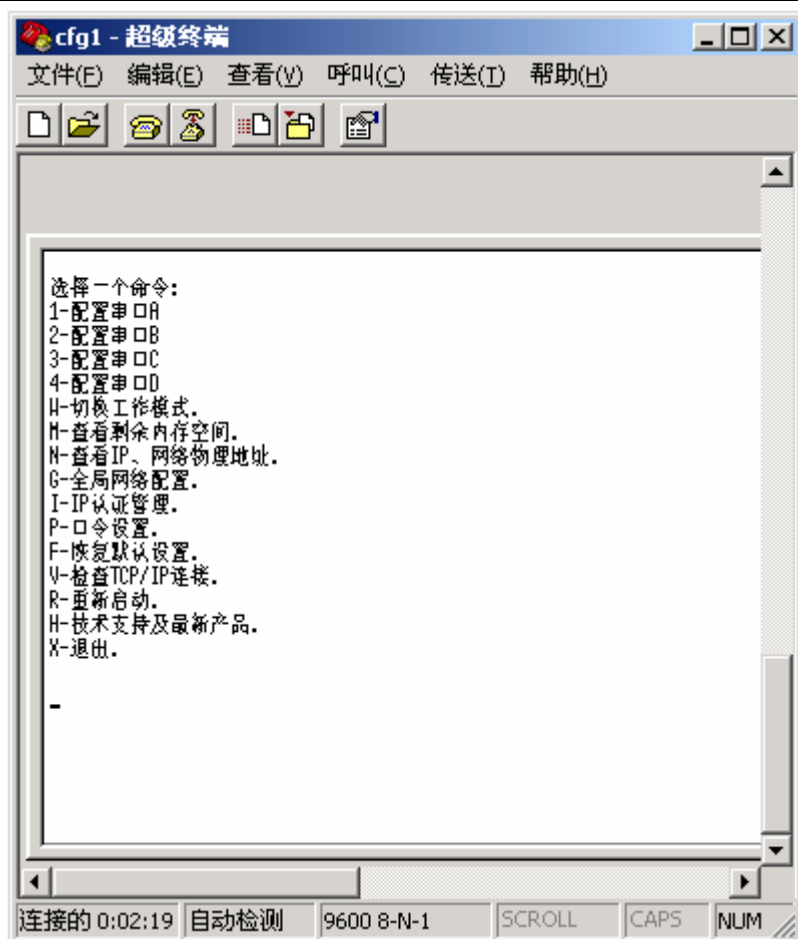 cfg1 - 超级终端
文件(F) 编辑(E) 查看(V) 呼叫(C) 传送(T) 帮助(H)
选择一个命令:
1-配置串口A
2-配置串口B
3-配置串口C
4-配置串口D
W-切换工作模式.
M-查看剩余内存空间.
N-查看IP、网络物理地址.
G-全局网络配置.
I-IP认证管理.
P-口令设置.
F-恢复默认设置.
V-检查TCP/IP连接.
R-重新启动.
H-技术支持及最新产品.
X-退出.
连接的 0:02:19 自动检测 9600 8-N-1 SCROLL CAPS NUM